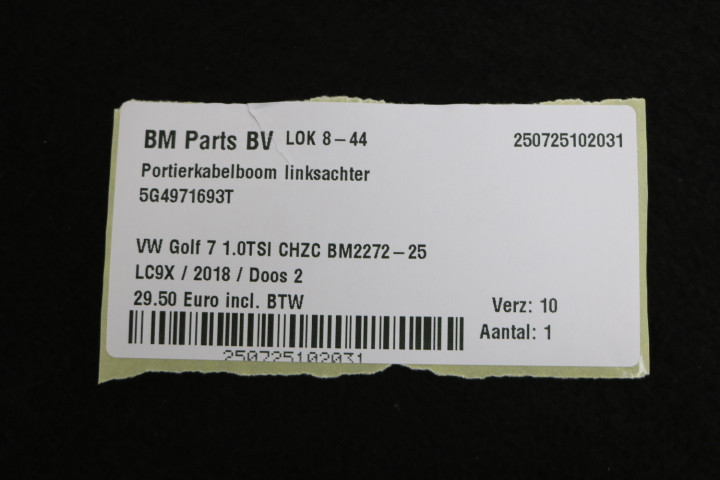 BM Parts BV LOK 8-44 250725102031
Portierkabelboom linksachter
5G4971693T
VW Golf 7 1.0TSI CHZC BM2272-25
LC9X / 2018 / Doos 2
29.50 Euro incl. BTW Verz: 10
Aantal: 1
250725102031